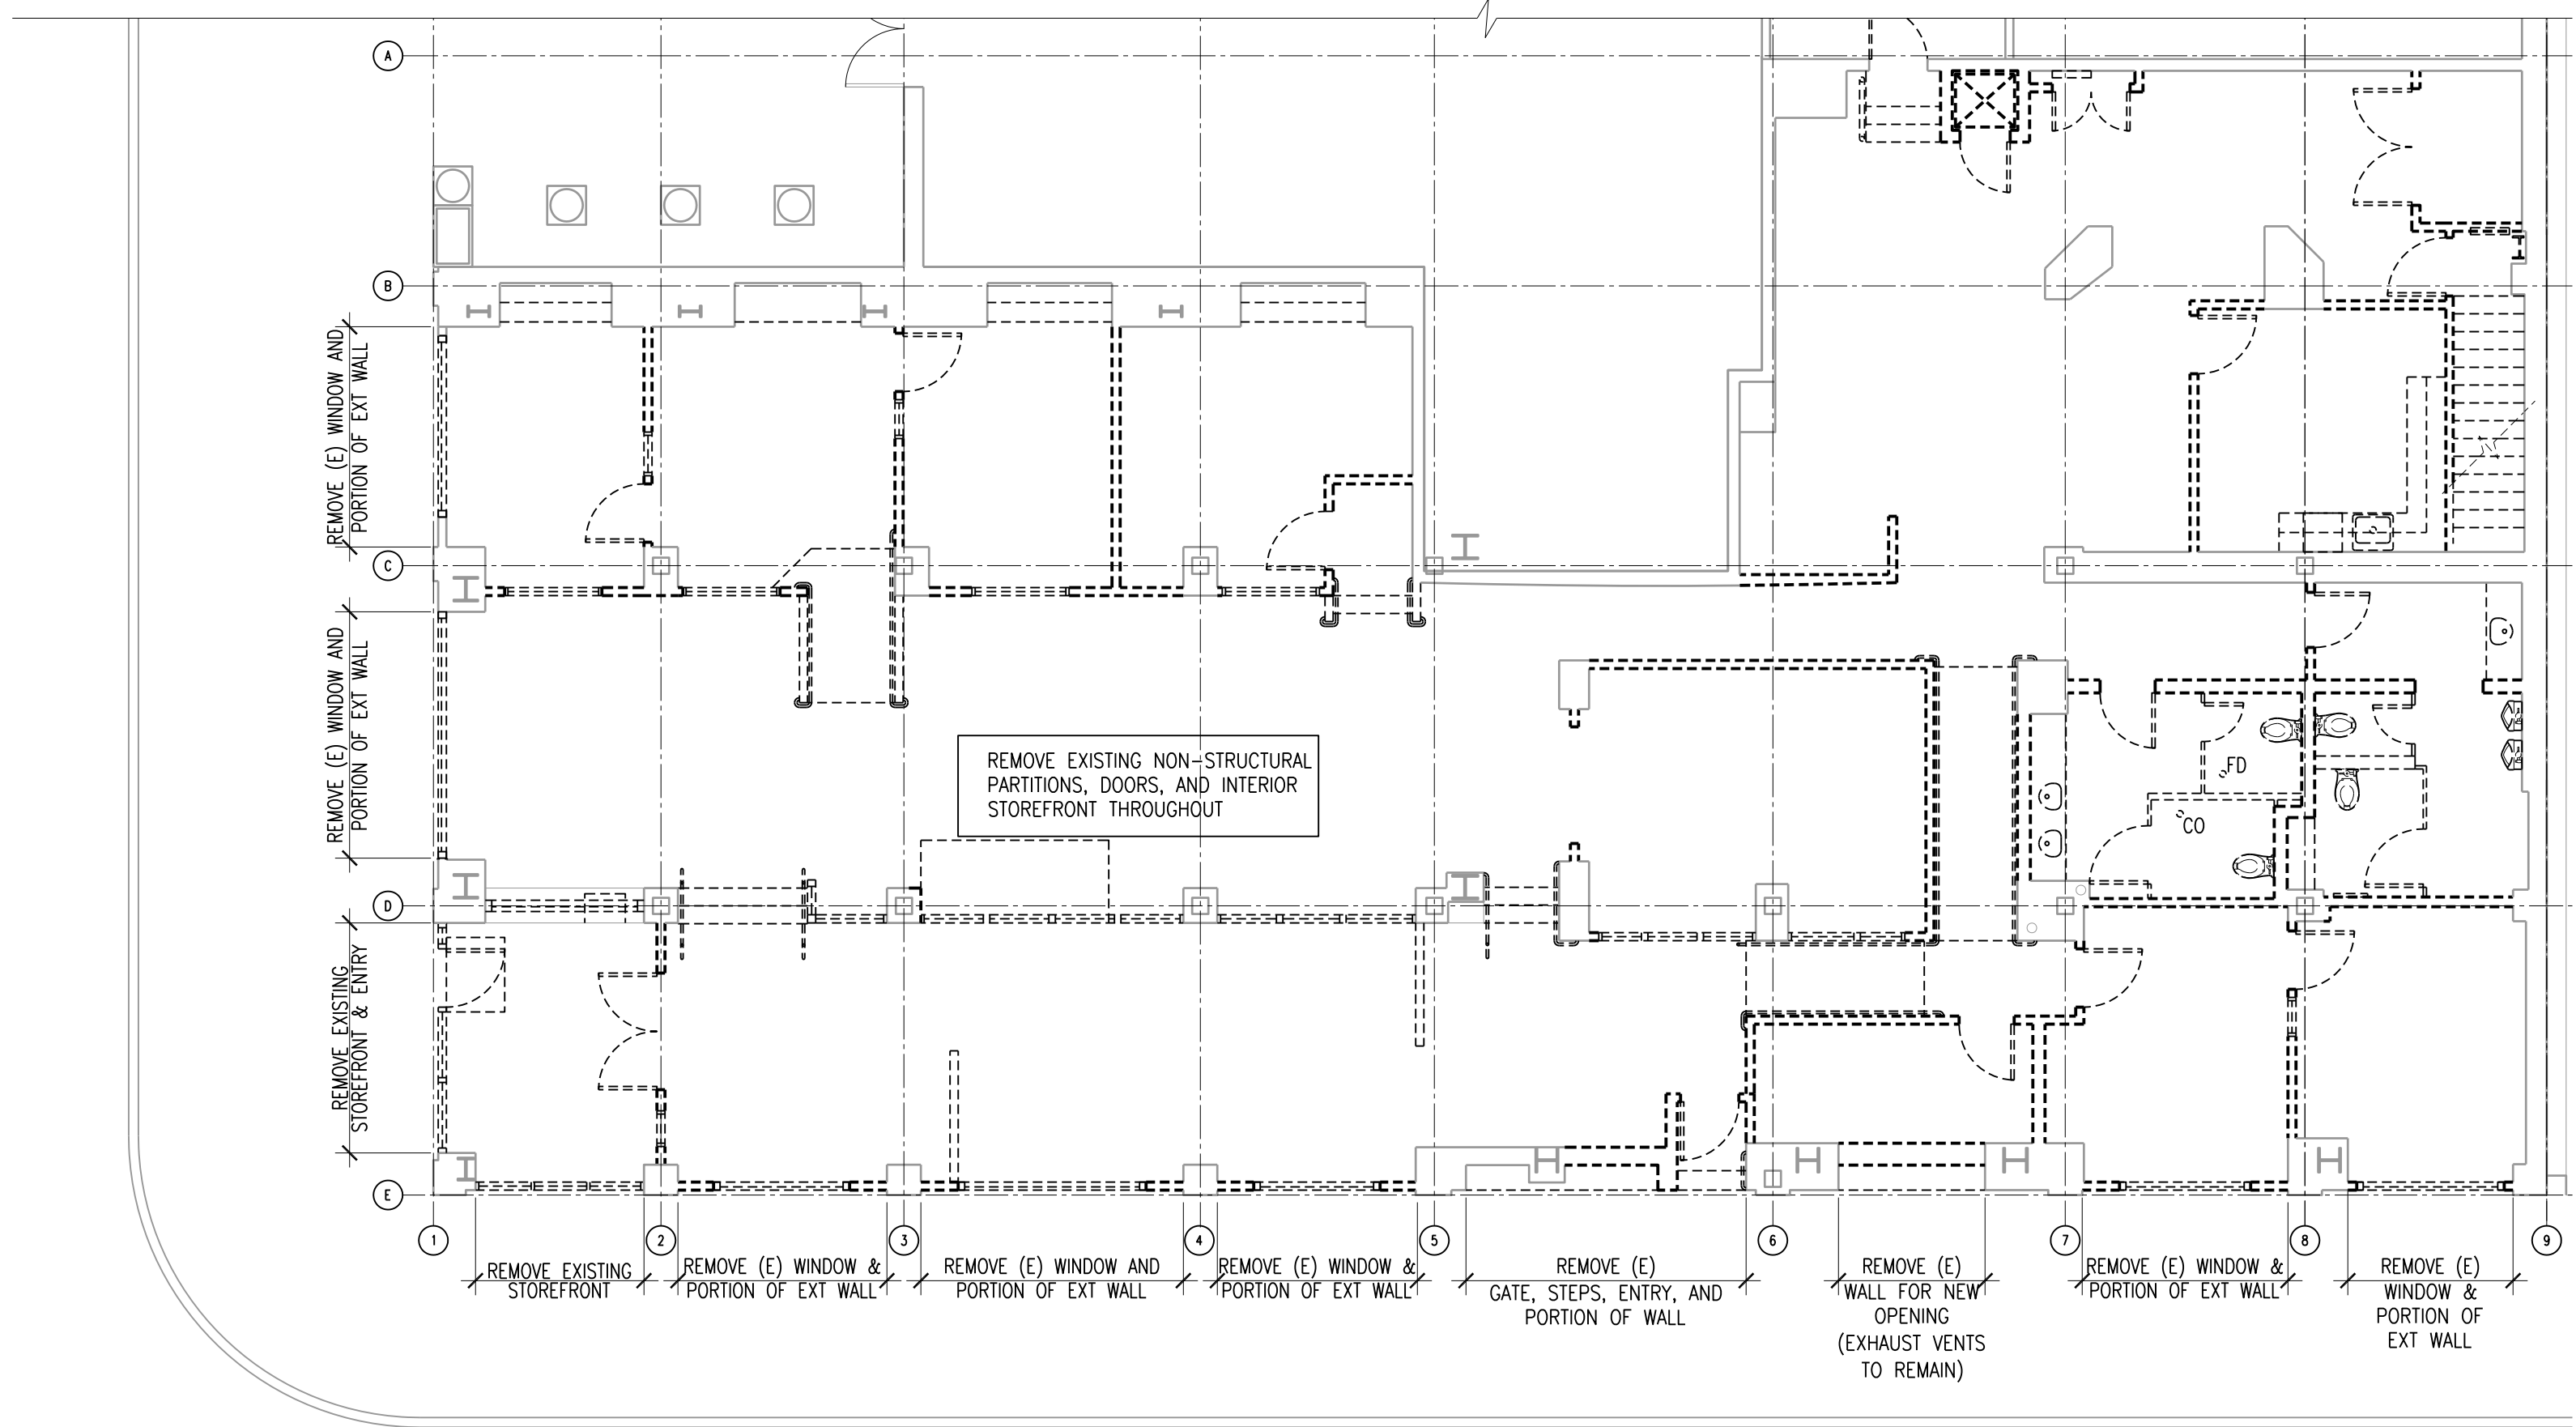 A
B
REMOVE (E) WINDOW AND
PORTION OF EXT WALL
C
REMOVE (E) WINDOW AND
PORTION OF EXT WALL
REMOVE EXISTING NON-STRUCTURAL
PARTITIONS, DOORS, AND INTERIOR
STOREFRONT THROUGHOUT
FD
CO
D
REMOVE EXISTING
STOREFRONT & ENTRY
E
1
2
3
4
5
6
7
8
9
REMOVE EXISTING
STOREFRONT
REMOVE (E) WINDOW &
PORTION OF EXT WALL
REMOVE (E) WINDOW AND
PORTION OF EXT WALL
REMOVE (E) WINDOW &
PORTION OF EXT WALL
REMOVE (E)
GATE, STEPS, ENTRY, AND
PORTION OF WALL
REMOVE (E)
WALL FOR NEW
OPENING
(EXHAUST VENTS
TO REMAIN)
REMOVE (E) WINDOW &
PORTION OF EXT WALL
REMOVE (E)
WINDOW &
PORTION OF
EXT WALL